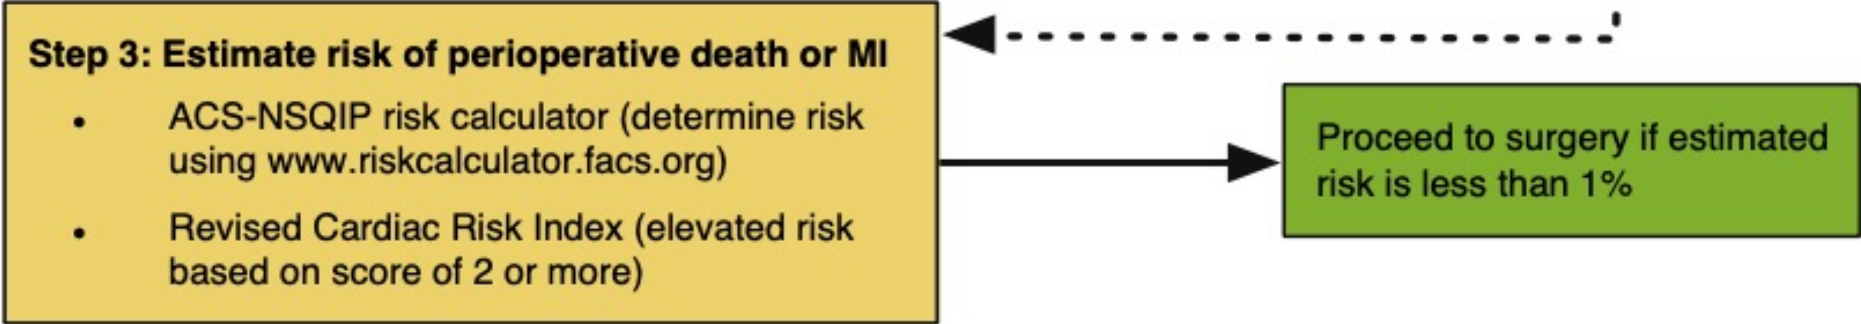 Step 3: Estimate risk of perioperative death or MI
• ACS-NSQIP risk calculator (determine risk
using www.riskcalculator.facs.org)
• Revised Cardiac Risk Index (elevated risk
based on score of 2 or more)
Proceed to surgery if estimated
risk is less than 1%